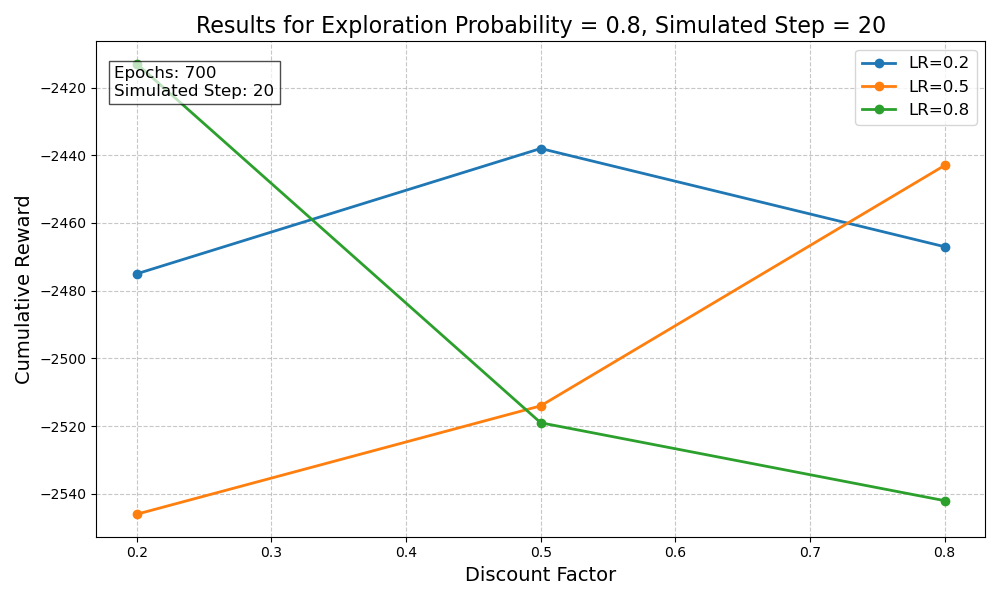 Results for Exploration Probability = 0.8, Simulated Step = 20
Epochs: 700
Simulated Step: 20
LR=0.2
LR=0.5
LR=0.8
Cumulative Reward
−2420
−2440
−2460
−2480
−2500
−2520
−2540
0.2 0.3 0.4 0.5 0.6 0.7 0.8
Discount Factor